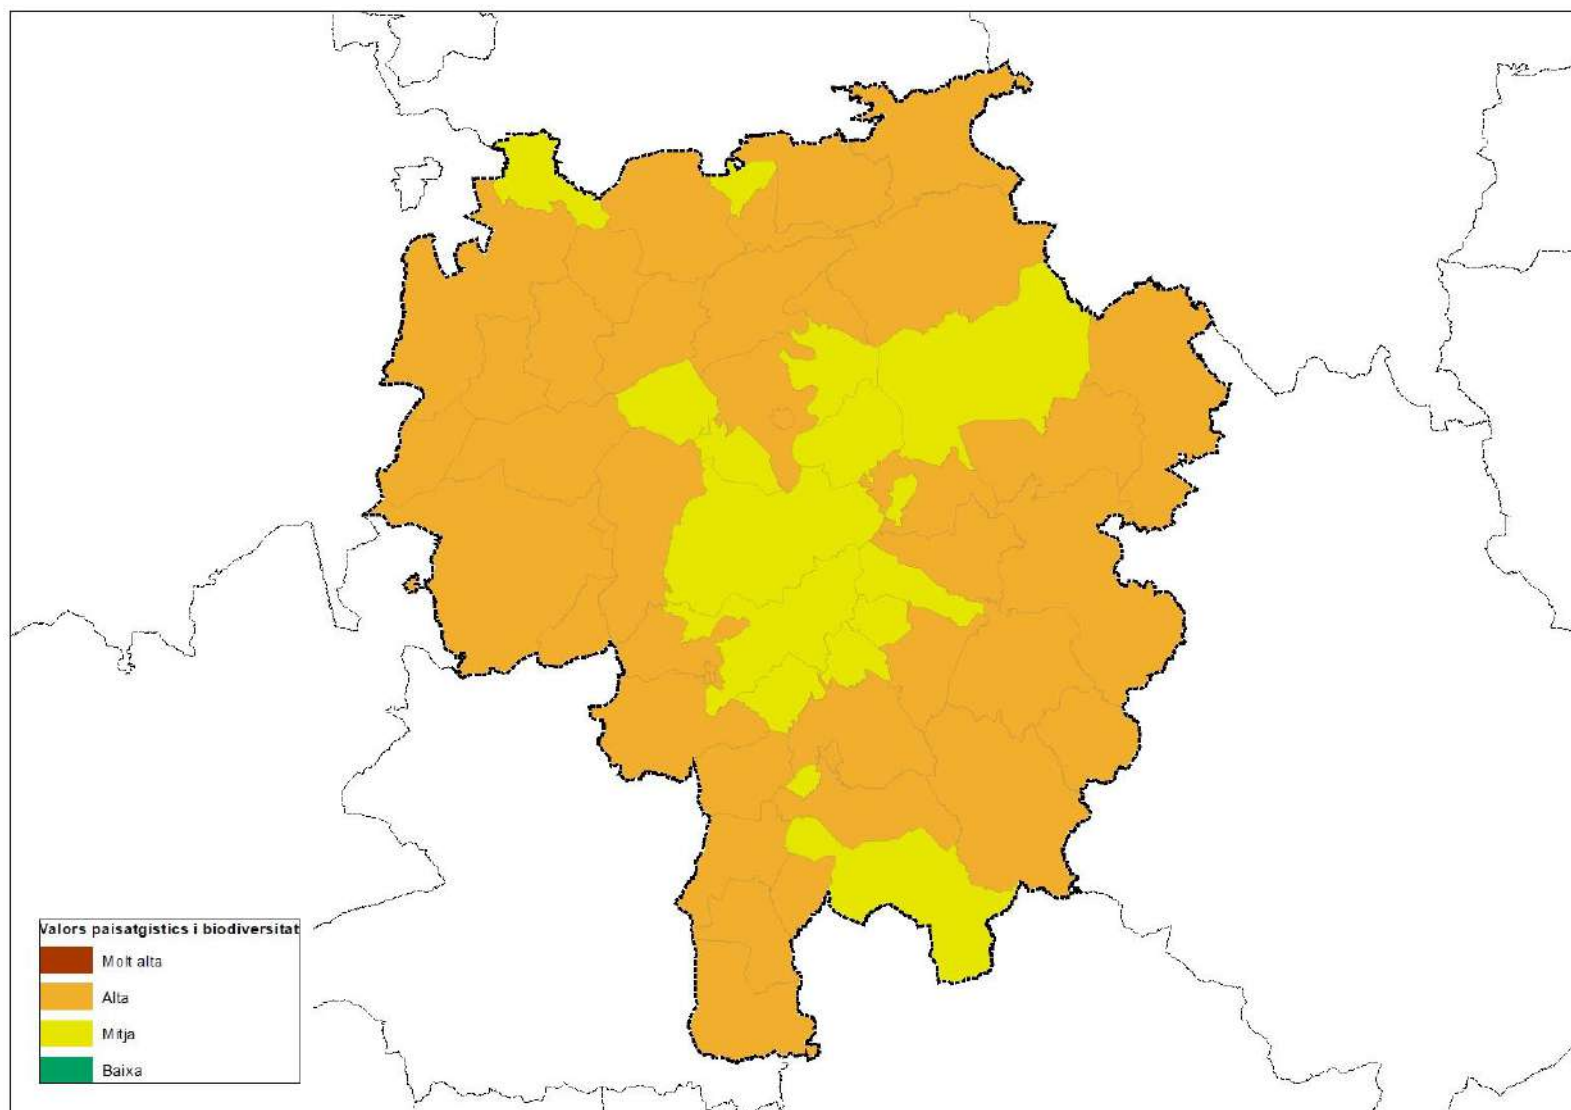 Valors paisatgistics i biodiversitat
Molt alta
Alta
Mitja
Baixa